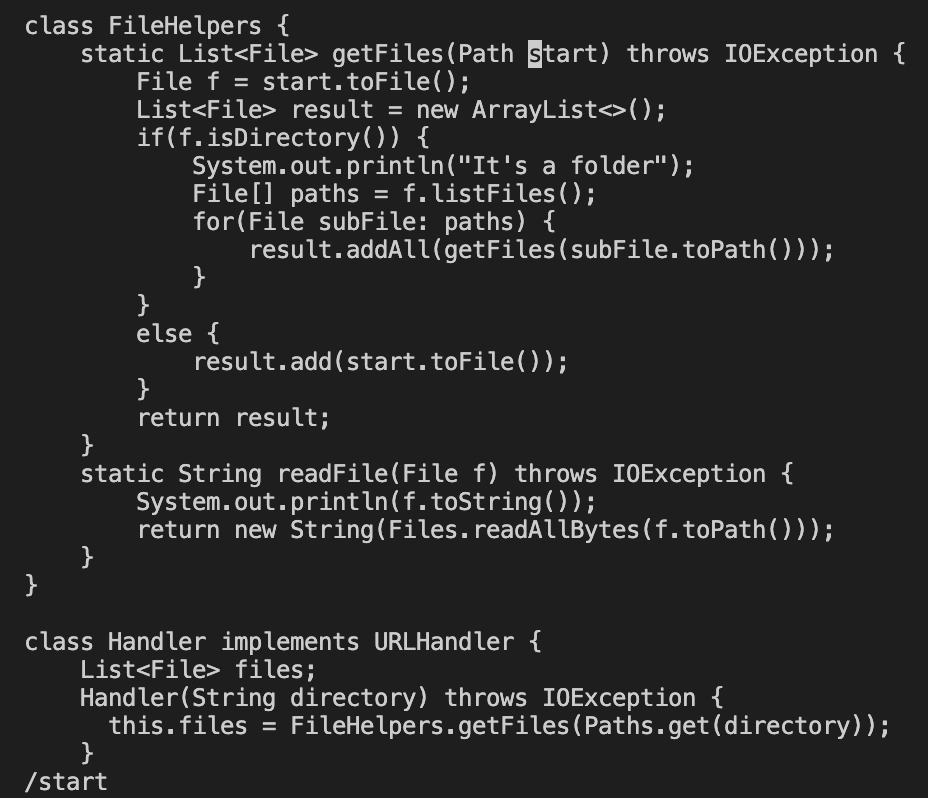 class FileHelpers {
    static List<File> getFiles(Path start) throws IOException {
        File f = start.toFile();
        List<File> result = new ArrayList<>();
        if(f.isDirectory()) {
            System.out.println("It's a folder");
            File[] paths = f.listFiles();
            for(File subFile: paths) {
                result.addAll(getFiles(subFile.toPath()));
            }
        }
        else {
            result.add(start.toFile());
        }
        return result;
    }
    static String readFile(File f) throws IOException {
        System.out.println(f.toString());
        return new String(Files.readAllBytes(f.toPath()));
    }
}

class Handler implements URLHandler {
    List<File> files;
    Handler(String directory) throws IOException {
      this.files = FileHelpers.getFiles(Paths.get(directory));
    }
/start